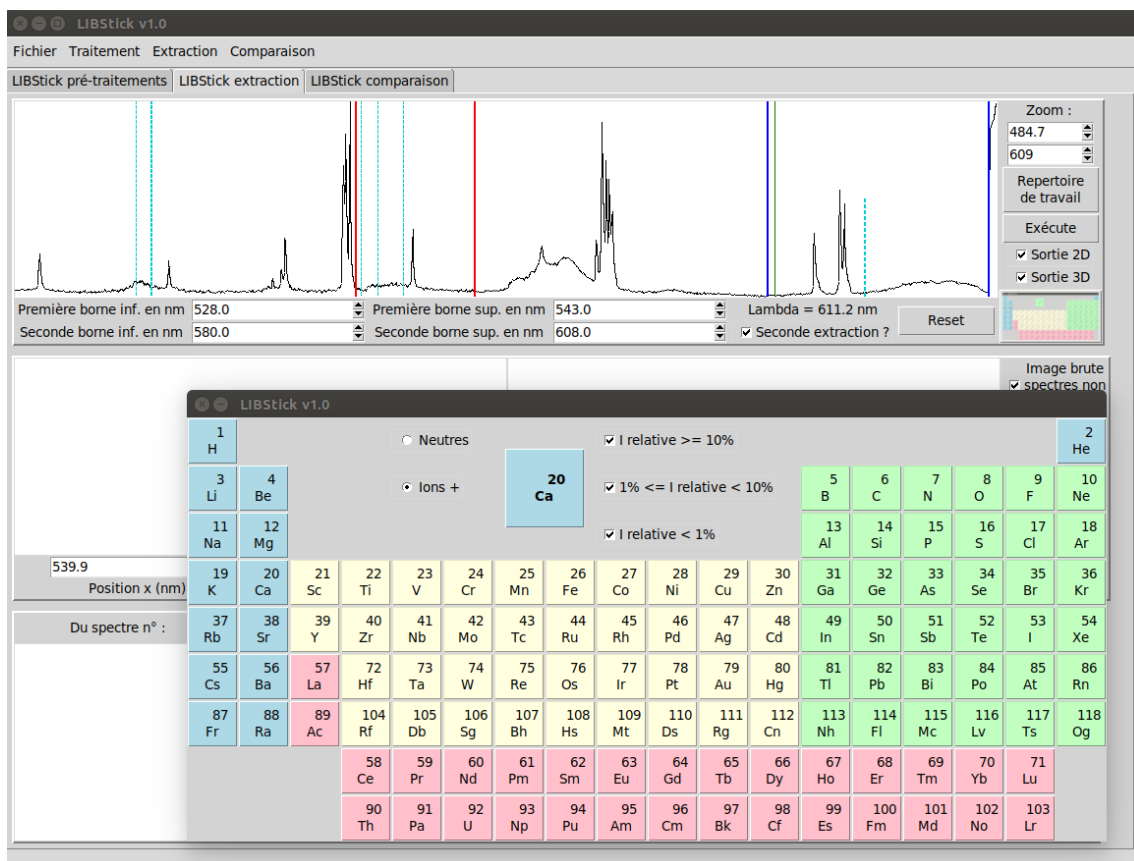 LIBStick v1.0
Fichier Traitement Extraction Comparaison
LIBStick pré-traitements LIBStick extraction LIBStick comparaison
Zoom :
484.7
609
Repertoire
de travail
Exécute
Sortie 2D
Sortie 3D
Première borne inf. en nm 528.0 Première borne sup. en nm 543.0 Lambda = 611.2 nm
Seconde borne inf. en nm 580.0 Seconde borne sup. en nm 608.0 Seconde extraction ? Reset
Image brute
spectres non
539.9
Position x (nm)
Du spectre n° :
LIBStick v1.0
Neutres I relative >= 10%
Ions + 20 1% <= I relative < 10%
Ca
I relative < 1%
1 2
H He
3 4 5 6 7 8 9 10
Li Be B C N O F Ne
11 12 13 14 15 16 17 18
Na Mg Al Si P S Cl Ar
19 20 21 22 23 24 25 26 27 28 29 30 31 32 33 34 35 36
K Ca Sc Ti V Cr Mn Fe Co Ni Cu Zn Ga Ge As Se Br Kr
37 38 39 40 41 42 43 44 45 46 47 48 49 50 51 52 53 54
Rb Sr Y Zr Nb Mo Tc Ru Rh Pd Ag Cd In Sn Sb Te I Xe
55 56 57 72 73 74 75 76 77 78 79 80 81 82 83 84 85 86
Cs Ba La Hf Ta W Re Os Ir Pt Au Hg Tl Pb Bi Po At Rn
87 88 89 104 105 106 107 108 109 110 111 112 113 114 115 116 117 118
Fr Ra Ac Rf Db Sg Bh Hs Mt Ds Rg Cn Nh Fl Mc Lv Ts Og
58 59 60 61 62 63 64 65 66 67 68 69 70 71
Ce Pr Nd Pm Sm Eu Gd Tb Dy Ho Er Tm Yb Lu
90 91 92 93 94 95 96 97 98 99 100 101 102 103
Th Pa U Np Pu Am Cm Bk Cf Es Fm Md No Lr